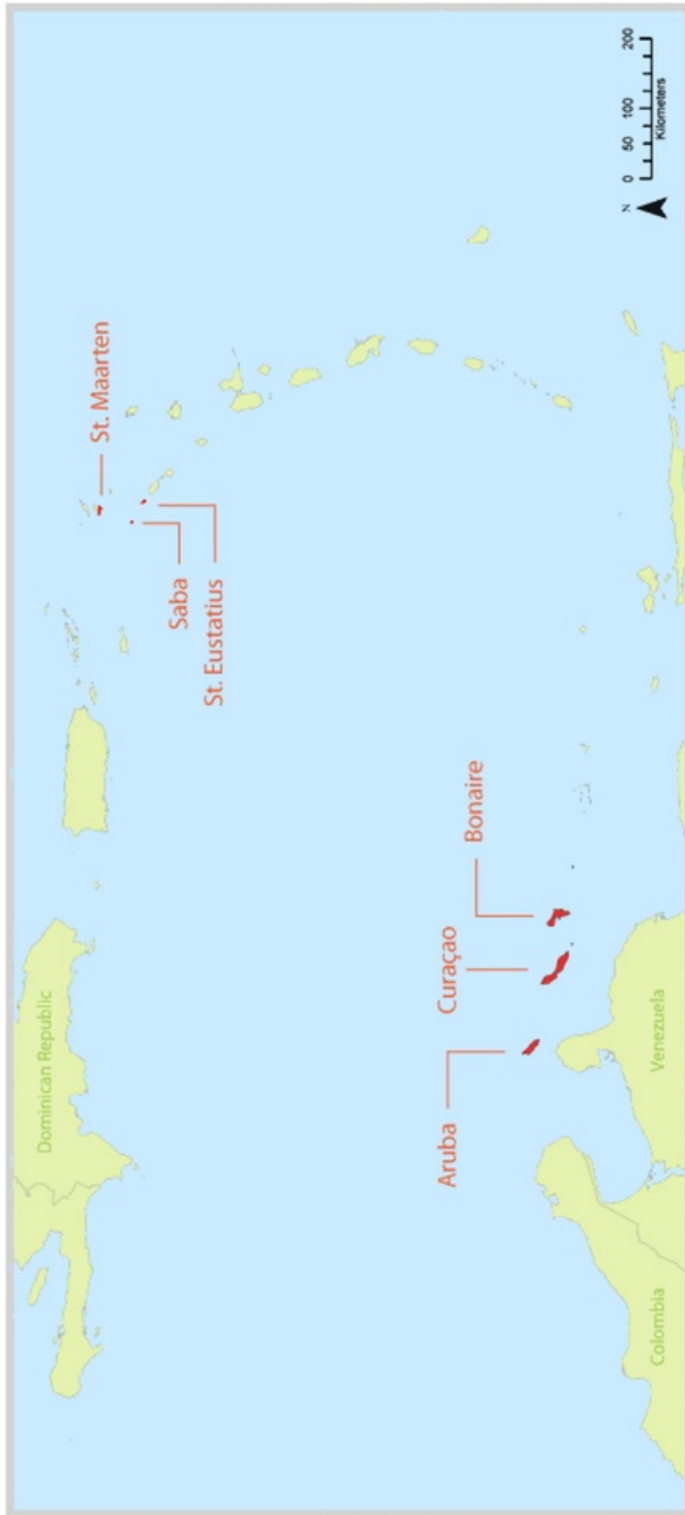 Dominican Republic
St. Maarten
Saba
St. Eustatius
Aruba
Curaçao
Bonaire
Colombia
Venezuela
N
0 50 100 200
Kilometers